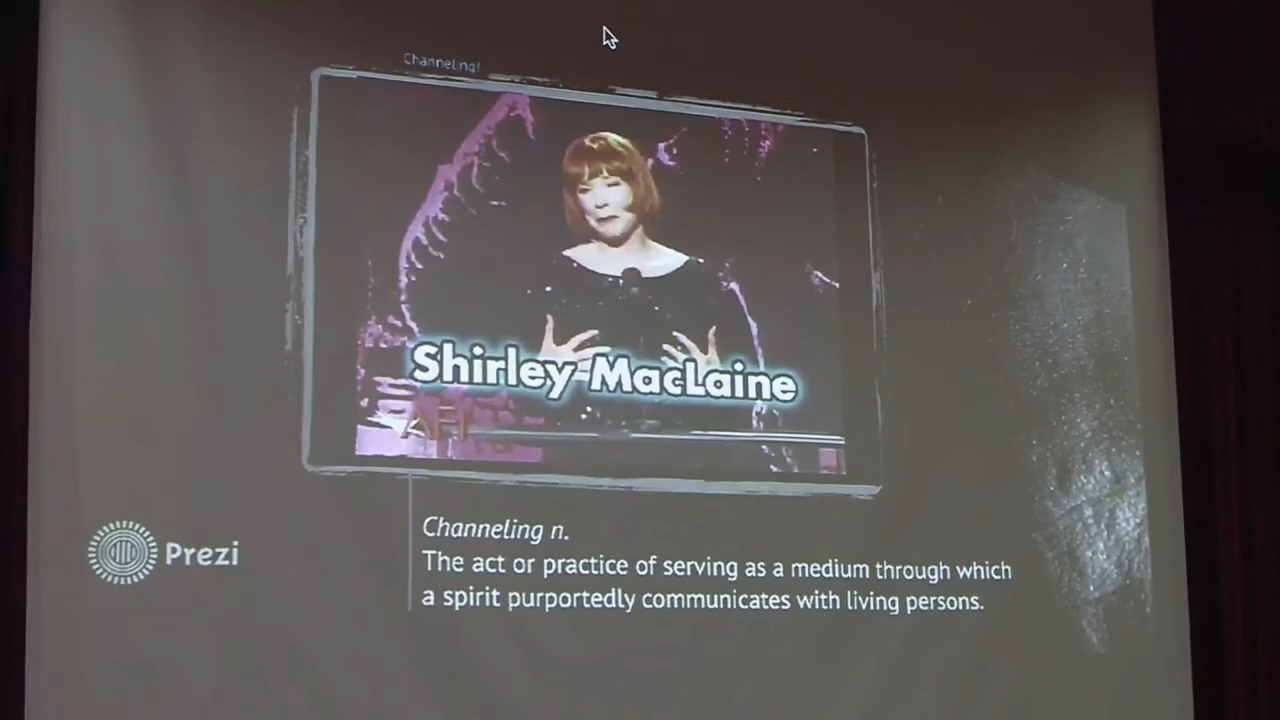 Channeling!
Shirley MacLaine
AFI
Channeling n.
The act or practice of serving as a medium through which
a spirit purportedly communicates with living persons.
Prezi